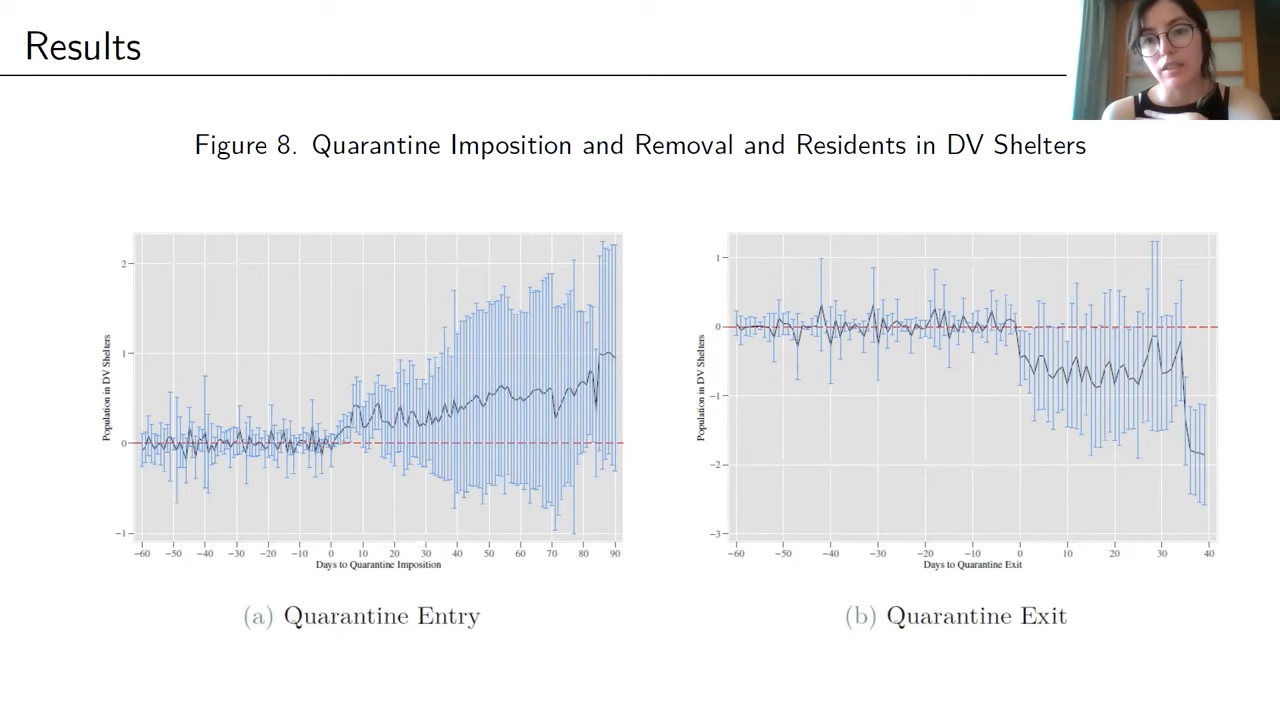 Results
Figure 8. Quarantine Imposition and Removal and Residents in DV Shelters
Population in DV Shelters
2
1
0
−1
−60 −50 −40 −30 −20 −10 0 10 20 30 40 50 60 70 80 90
Days to Quarantine Imposition
(a) Quarantine Entry
Population in DV Shelters
1
0
−1
−2
−3
−60 −50 −40 −30 −20 −10 0 10 20 30 40
Days to Quarantine Exit
(b) Quarantine Exit